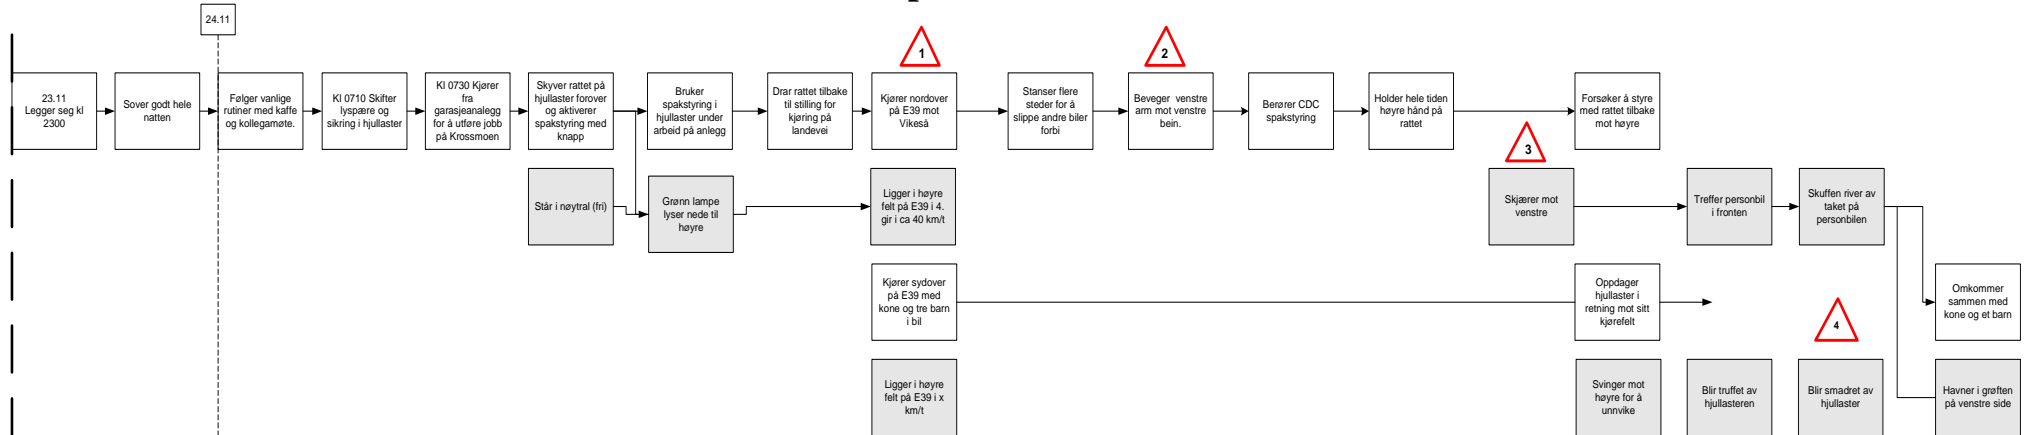 p
24.11
1
2
23.11
Legger seg kl
2300
Sover godt hele
natten
Følger vanlige
rutiner med kaffe
og kollegamøte.
Kl 0710 Skifter
lyspære og
sikring i hjullaster
Kl 0730 Kjører
fra
garasjeanalegg
for å utføre jobb
på Krossmoen
Skyver rattet på
hjullaster forover
og aktiverer
spakstyring med
knapp
Bruker
spakstyring i
hjullaster under
arbeid på anlegg
Drar rattet tilbake
til stilling for
kjøring på
landevei
Kjører nordover
på E39 mot
Vikeså
Stanser flere
steder for å
slippe andre biler
forbi
Beveger venstre
arm mot venstre
bein.
Berører CDC
spakstyring
Holder hele tiden
høyre hånd på
rattet
Forsøker å styre
med rattet tilbake
mot høyre
3
Står i nøytral (fri)
Grønn lampe
lyser nede til
høyre
Ligger i høyre
felt på E39 i 4.
gir i ca 40 km/t
Skjærer mot
venstre
Treffer personbil
i fronten
Skuffen river av
taket på
personbilen
Kjører sydover
på E39 med
kone og tre barn
i bil
Oppdager
hjullaster i
retning mot sitt
kjørefelt
4
Omkommer
sammen med
kone og et barn
Ligger i høyre
felt på E39 i x
km/t
Svinger mot
høyre for å
unnvike
Blir truffet av
hjullasteren
Blir smadret av
hjullaster
Havner i grøften
på venstre side